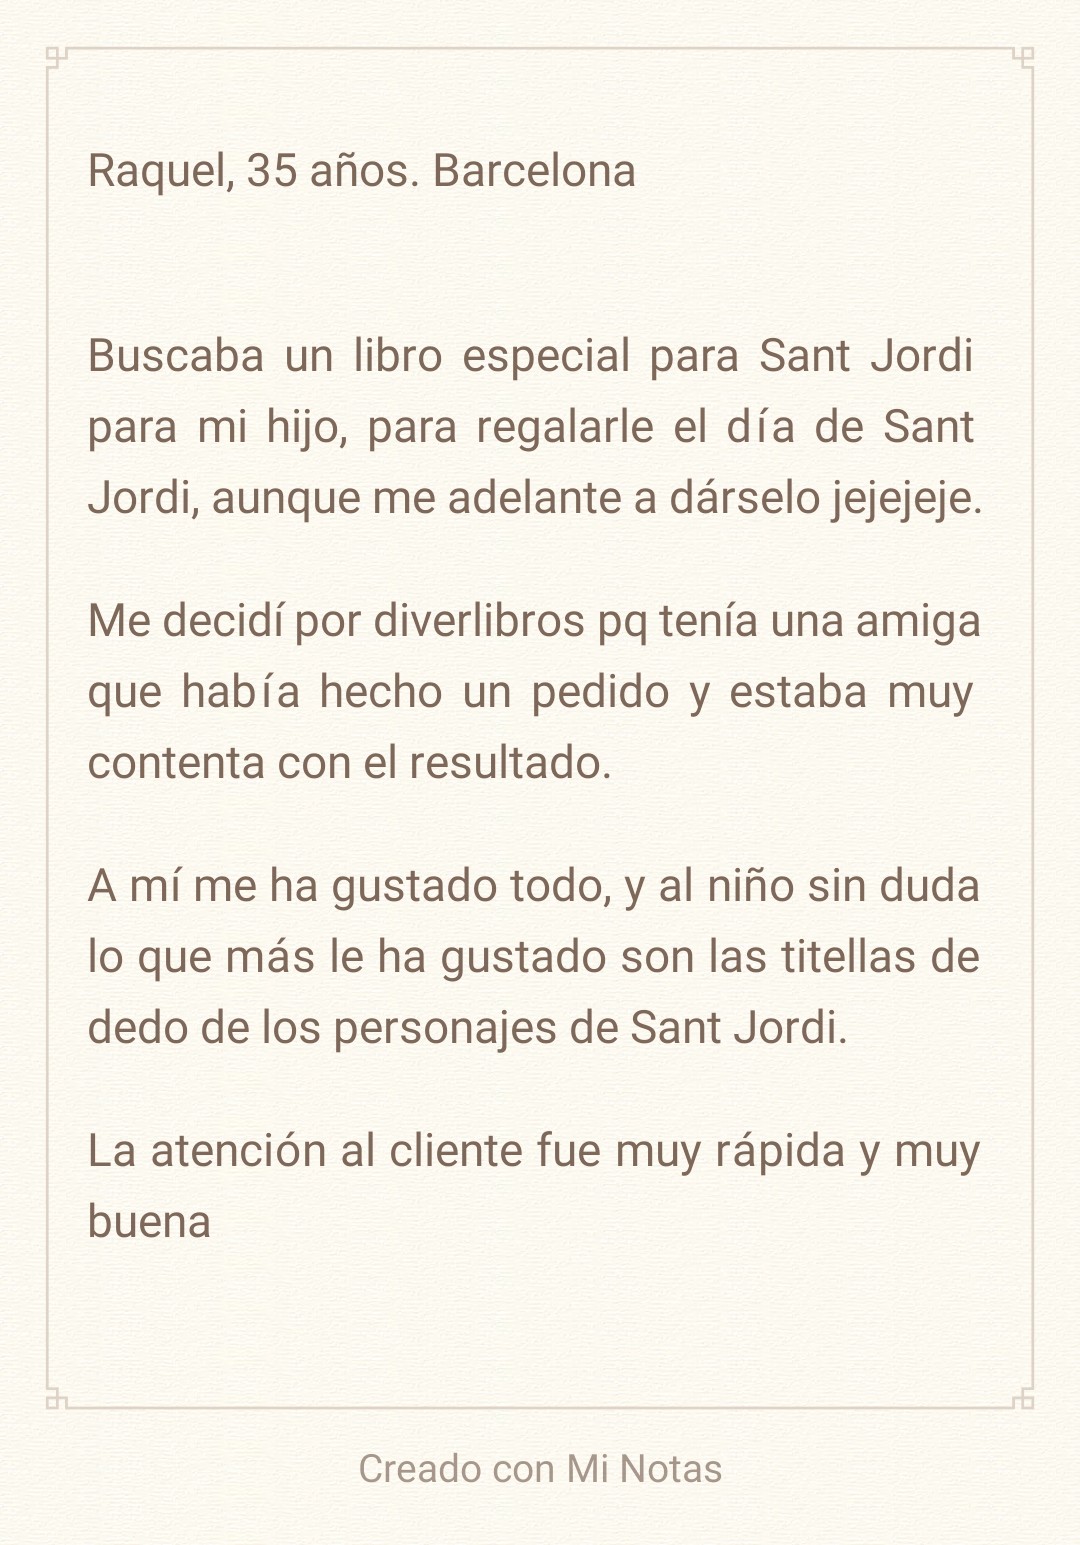 Raquel, 35 años. Barcelona
Buscaba un libro especial para Sant Jordi
para mi hijo, para regalarle el día de Sant
Jordi, aunque me adelante a dárselo jejejeje.
Me decidí por diverlibros pq tenía una amiga
que había hecho un pedido y estaba muy
contenta con el resultado.
A mí me ha gustado todo, y al niño sin duda
lo que más le ha gustado son las titellas de
dedo de los personajes de Sant Jordi.
La atención al cliente fue muy rápida y muy
buena
Creado con Mi Notas